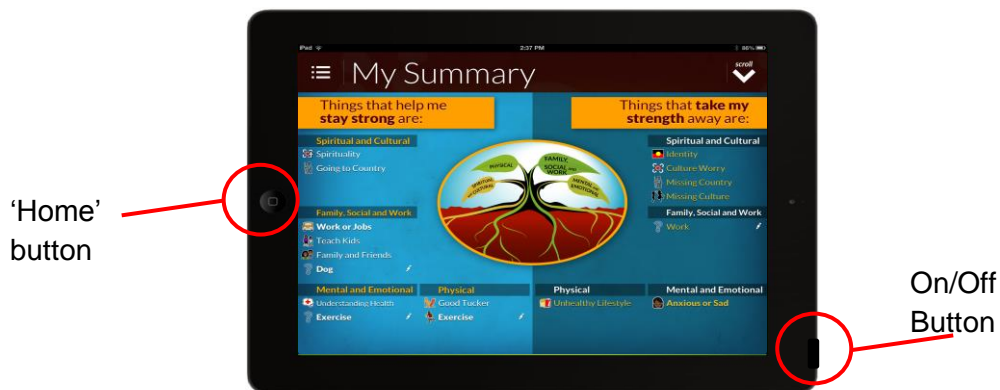 iPad
2:37 PM
86%
My Summary
scroll
Things that help me
stay strong are:
Things that take my
strength away are:
Spiritual and Cultural
Spirituality
Going to Country
Family, Social and Work
Work or Jobs
Teach Kids
Family and Friends
Dog
Mental and Emotional
Understanding Health
Exercise
Physical
Good Tucker
Exercise
PHYSICAL
FAMILY,
SOCIAL AND
WORK
SPIRITUAL
AND CULTURAL
MENTAL AND
EMOTIONAL
Spiritual and Cultural
Identity
Culture Worry
Missing Country
Missing Culture
Family, Social and Work
Work
Physical
Unhealthy Lifestyle
Mental and Emotional
Anxious or Sad
‘Home’
button
On/Off
Button